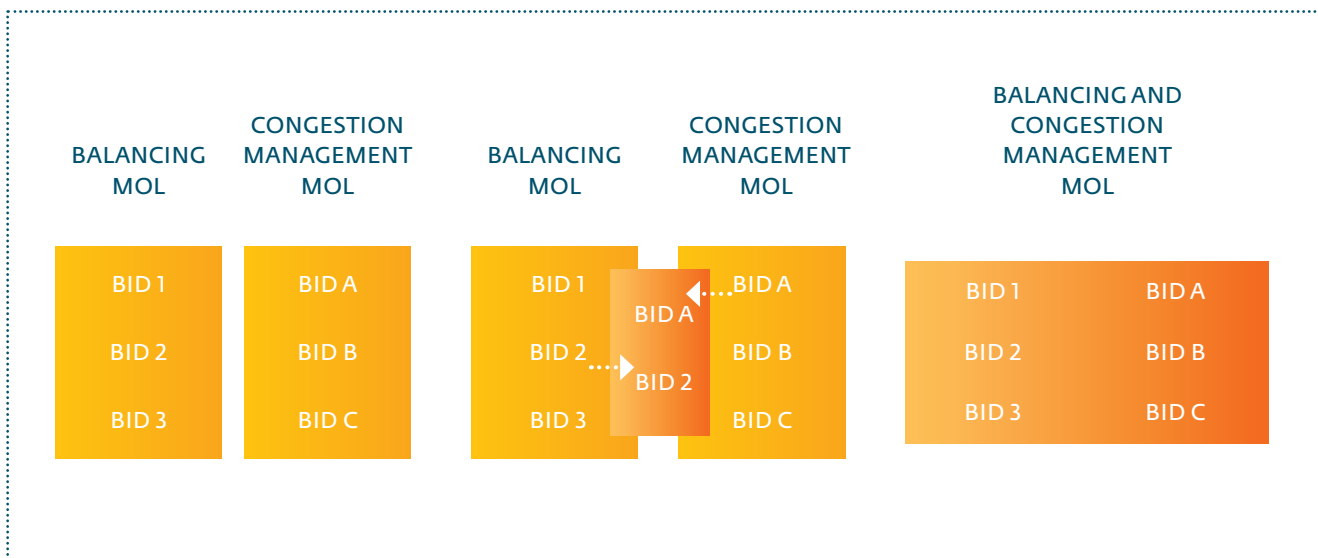 BALANCING
MOL
CONGESTION
MANAGEMENT
MOL
BALANCING
MOL
CONGESTION
MANAGEMENT
MOL
BALANCING AND
CONGESTION
MANAGEMENT
MOL
BID 1
BID 2
BID 3
BID A
BID B
BID C
BID 1
BID 2
BID 3
BID A
BID 2
BID A
BID B
BID C
BID 1
BID 2
BID 3
BID A
BID B
BID C